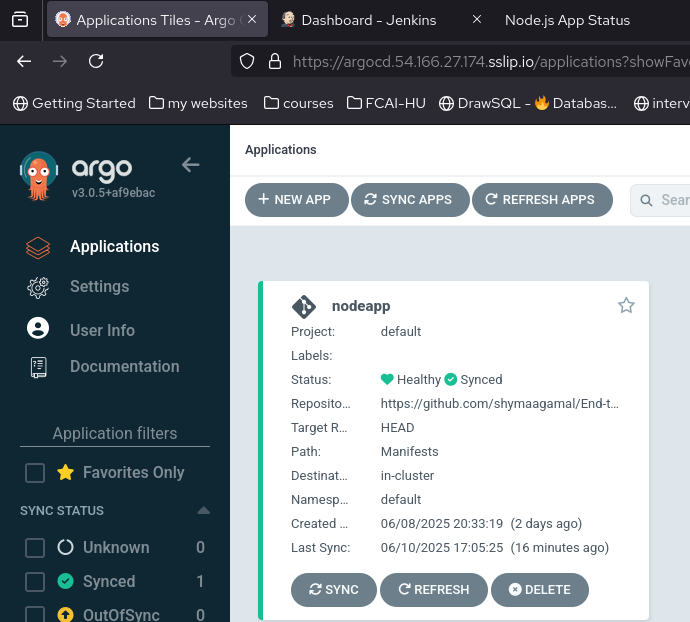 Applications Tiles - Argo
Dashboard - Jenkins
Node.js App Status
https://argocd.54.166.27.174.sslip.io/applications?showFav
Getting Started
my websites
courses
FCAI-HU
DrawSQL - 🔥 Databas...
interv
argo
v3.0.5+af9ebac
Applications
Settings
User Info
Documentation
Application filters
Favorites Only
SYNC STATUS
Unknown 0
Synced 1
OutOfSync 0
Applications
+ NEW APP
SYNC APPS
REFRESH APPS
Sear
nodeapp
Project: default
Labels:
Status: Healthy Synced
Reposito... https://github.com/shymaagamal/End-t...
Target R... HEAD
Path: Manifests
Destinat... in-cluster
Namesp... default
Created ... 06/08/2025 20:33:19 (2 days ago)
Last Sync: 06/10/2025 17:05:25 (16 minutes ago)
SYNC
REFRESH
DELETE